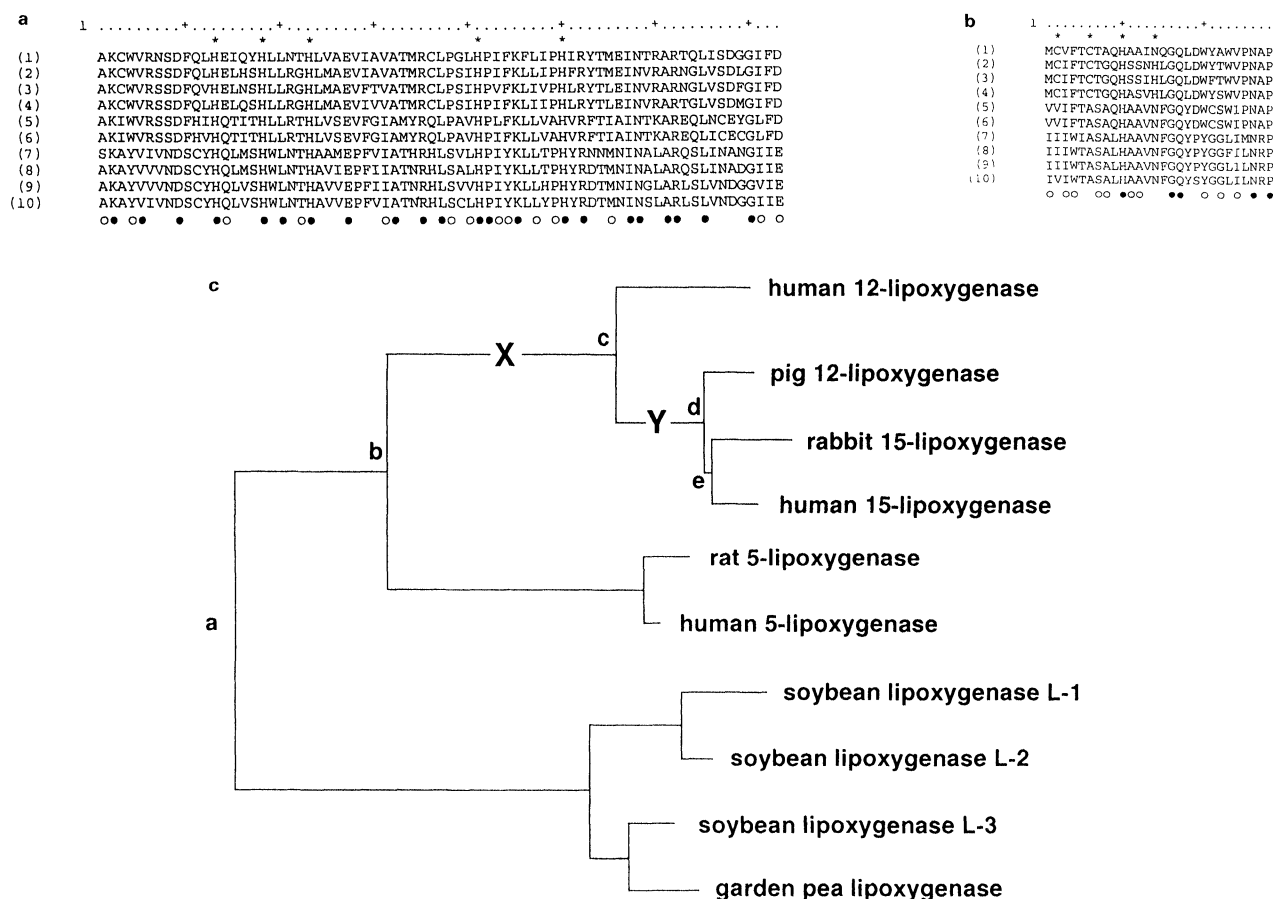 a
1 .........+.........+.........+.........+.........+.........+.........+...
* * * * *
(1) AKCWVRNSDFQLHEIQYHLLNTHLVAEVIAVATMRCLPGLHPIFKFLIPHIRYTMEINTRARTQLISDGGIFD
(2) AKCWVRSSDFQLHELHSHLLRGHLMAEVIAVATMRCLPSIHPIFKLLIPHFRYTMEINVRARNGLVSDLGIFD
(3) AKCWVRSSDFQVHELNSHLLRGHLMAEVFTVATMRCLPSIHPVFKLIVPHLRYTLEINVRARNGLVSDFGIFD
(4) AKCWVRSSDFQLHELQSHLLRGHLMAEVIVVATMRCLPSIHPIFKLIIPHLRYTLEINVRARTGLVSDMGIFD
(5) AKIWVRSSDFHIHQTITHLLRTHLVSEVFGIAMYRQLPAVHPLFKLLVAHVRFTIAINTKAREQLNCEYGLFD
(6) AKIWVRSSDFHVHQTITHLLRTHLVSEVFGIAMYRQLPAVHPIFKLLVAHVRFTIAINTKAREQLICECGLFD
(7) SKAYVIVNDSCYHQLMSHWLNTHAAMEPFVIATHRHLSVLHPIYKLLTPHYRNNMNINALARQSLINANGIIE
(8) AKAYVVVNDSCYHQLMSHWLNTHAVIEPFIIATNRHLSALHPIYKLLTPHYRDTMNINALARQSLINADGIIE
(9) AKAYVIVNDSCYHQLVSHWLNTHAVVEPFIIATNRHLSVVHPIYKLLHPHYRDTMNINGLARLSLVNDGGVIE
(10) AKAYVIVNDSCYHQLVSHWLNTHAVVEPFVIATNRHLSCLHPIYKLLYPHYRDTMNINSLARLSLVNDGGIIE
b
1 .........+.........+........
* * * *
(1) MCVFTCTAQHAAINQGQLDWYAWVPNAP
(2) MCIFTCTGQHSSNHLGQLDWYTWVPNAP
(3) MCIFTCTGQHSSIHLGQLDWFTWVPNAP
(4) MCIFTCTGQHASVHLGQLDWYSWVPNAP
(5) VVIFTASAQHAAVNFGQYDWCSWIPNAP
(6) VVIFTASAQHAAVNFGQYDWCSWIPNAP
(7) IIIWIASALHAAVNFGQYPYGGLIMNRP
(8) IIIWTASALHAAVNFGQYPYGGFILNRP
(9) IIIWTASALHAAVNFGQYPYGGLILNRP
(10) IVIWTASALHAAVNFGQYSYGGLILNRP
c
human 12-lipoxygenase
X
c
pig 12-lipoxygenase
d
Y
rabbit 15-lipoxygenase
b
e
human 15-lipoxygenase
rat 5-lipoxygenase
a
human 5-lipoxygenase
soybean lipoxygenase L-1
soybean lipoxygenase L-2
soybean lipoxygenase L-3
garden pea lipoxygenase